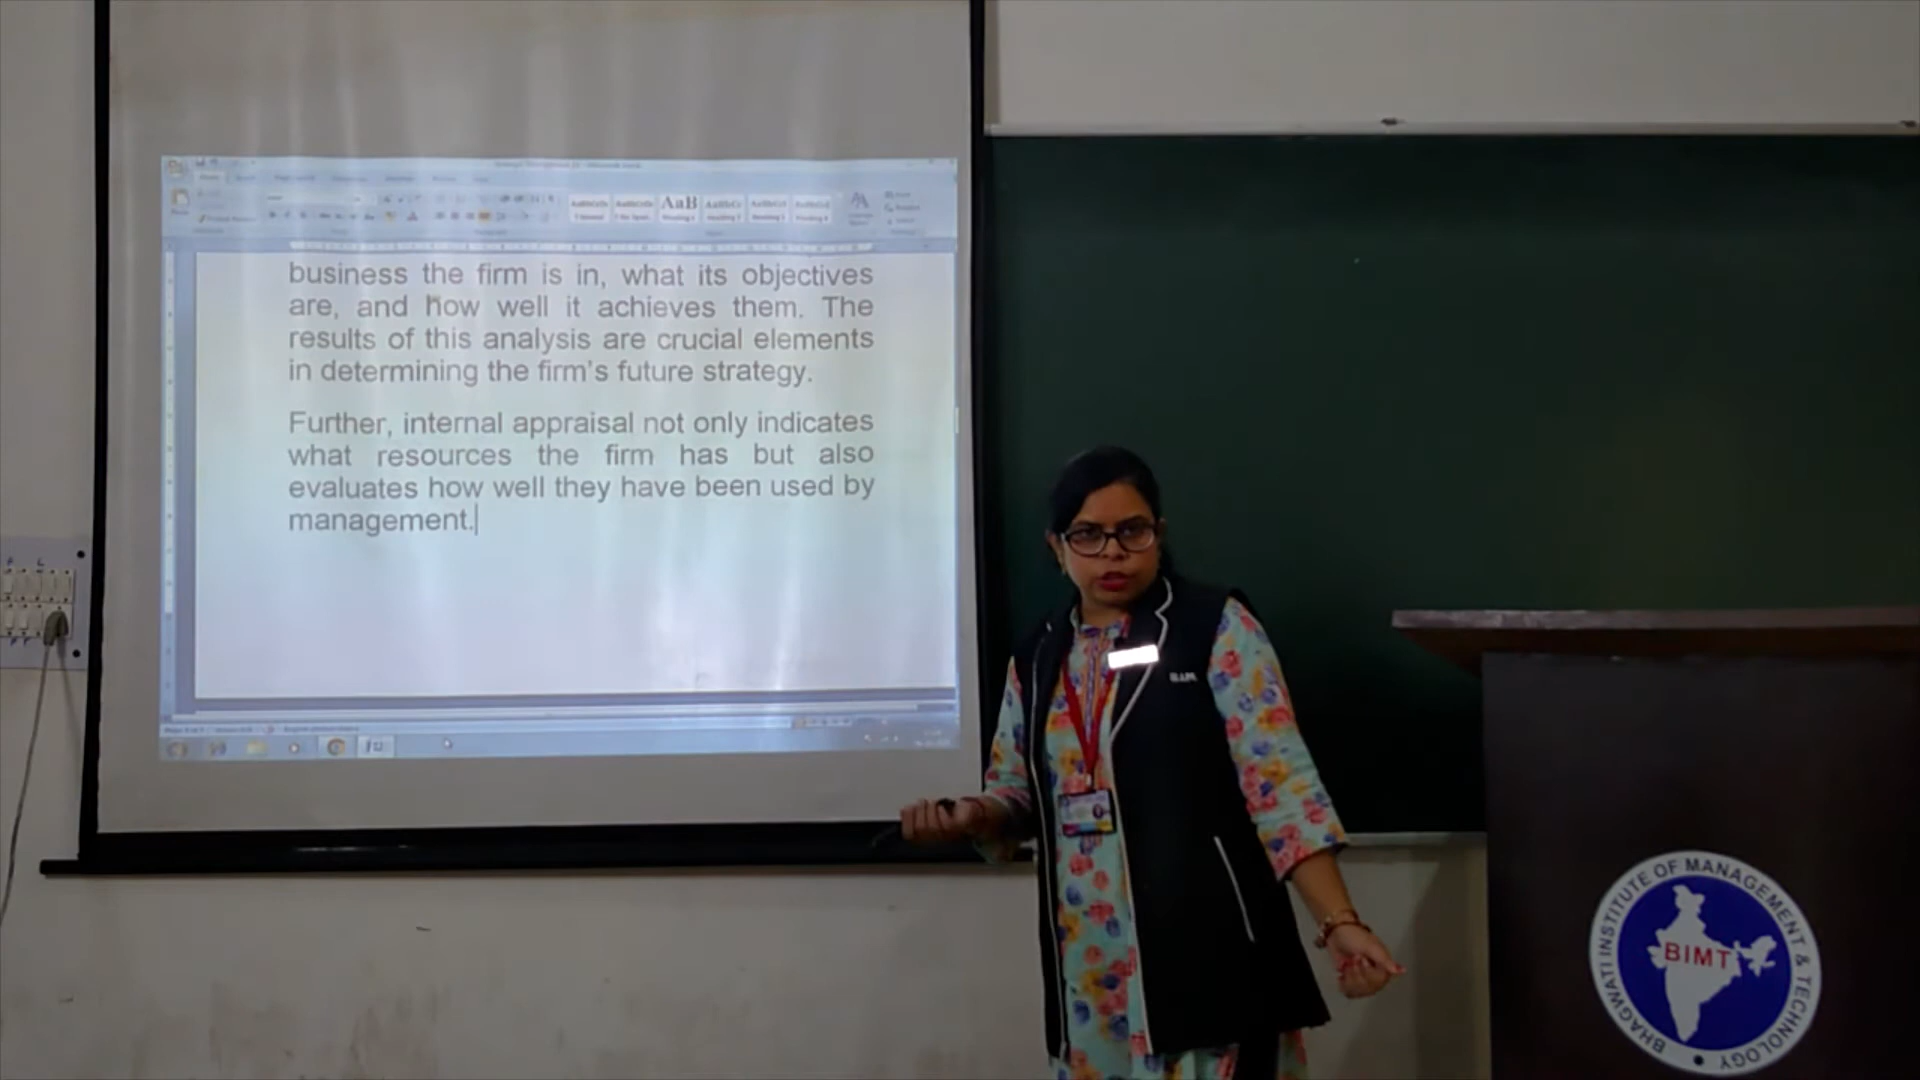 AaB
business the firm is in, what its objectives
are, and how well it achieves them. The
results of this analysis are crucial elements
in determining the firm's future strategy.
Further, internal appraisal not only indicates
what resources the firm has but also
evaluates how well they have been used by
management.
BHAGWATI INSTITUTE OF MANAGEMENT & TECHNOLOGY
BIMT